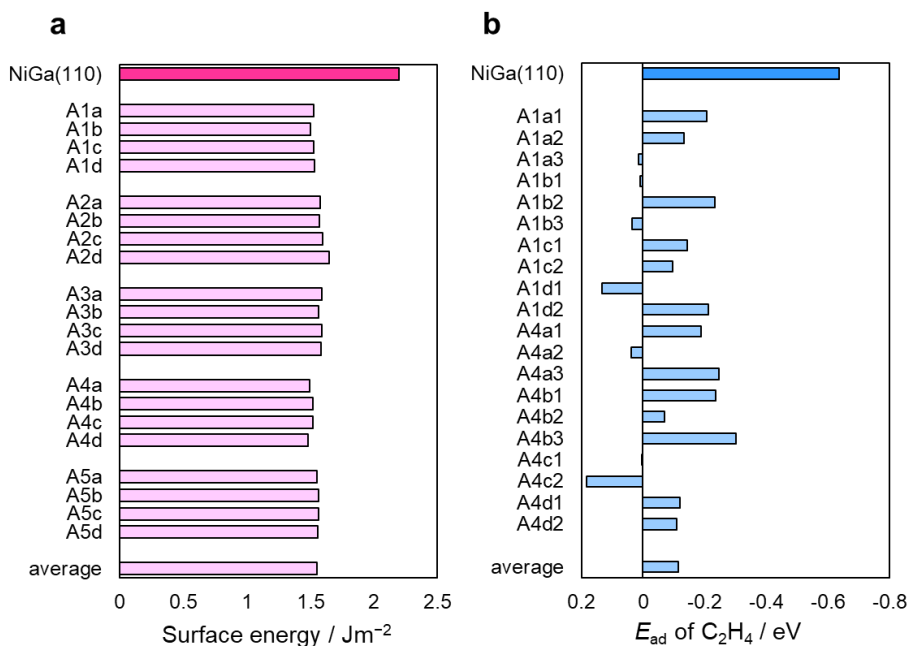 a
NiGa(110)
A1a
A1b
A1c
A1d
A2a
A2b
A2c
A2d
A3a
A3b
A3c
A3d
A4a
A4b
A4c
A4d
A5a
A5b
A5c
A5d
average
0 0.5 1 1.5 2 2.5
Surface energy / Jm⁻²
b
NiGa(110)
A1a1
A1a2
A1a3
A1b1
A1b2
A1b3
A1c1
A1c2
A1d1
A1d2
A4a1
A4a2
A4a3
A4b1
A4b2
A4b3
A4c1
A4c2
A4d1
A4d2
average
0.2 0 -0.2 -0.4 -0.6 -0.8
E_ad of C₂H₄ / eV